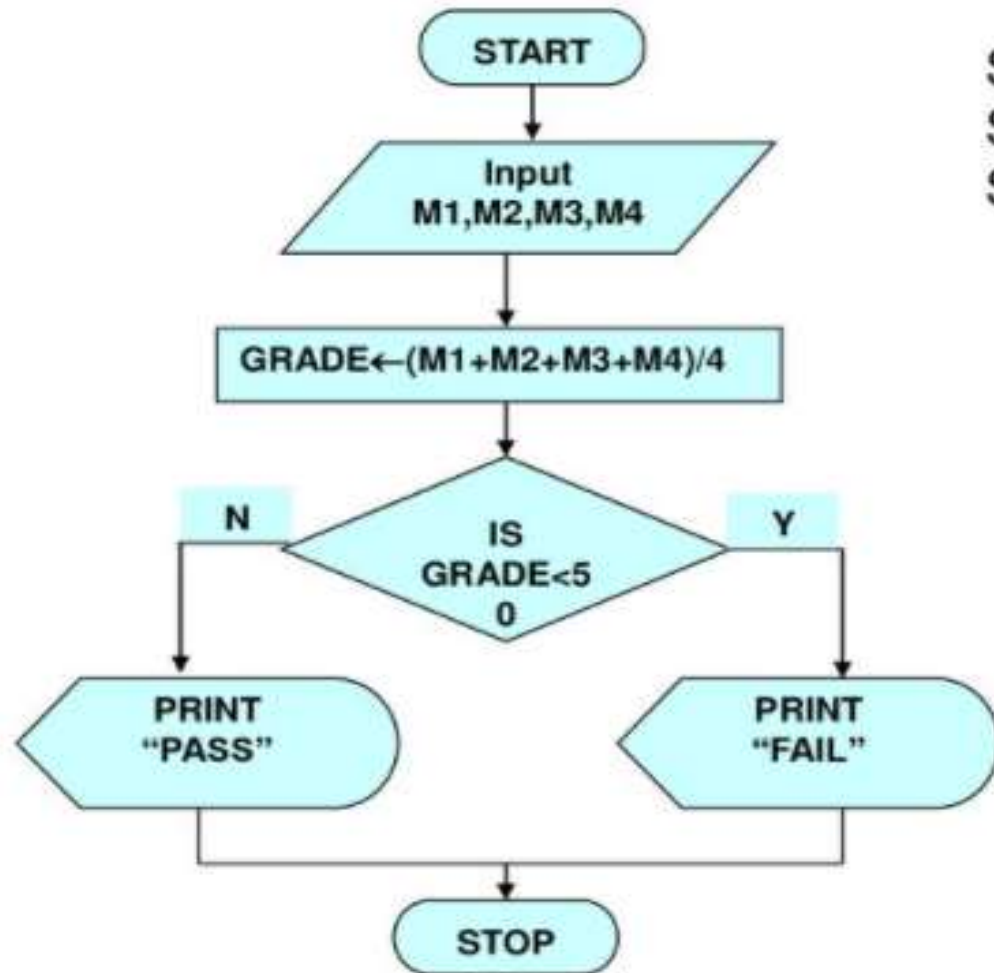 START
Input
M1,M2,M3,M4
GRADE←(M1+M2+M3+M4)/4
N
Y
IS
GRADE<5
0
PRINT
“PASS”
PRINT
“FAIL”
STOP